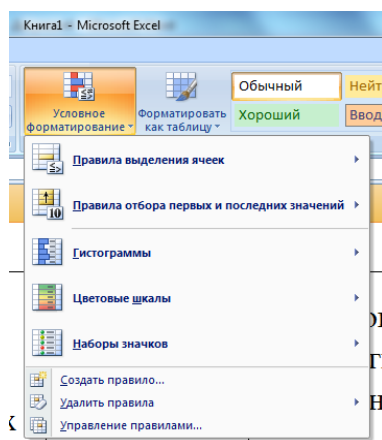 Книга1 - Microsoft Excel
Обычный
Условное форматирование
Форматировать как таблицу
Хороший
Ввод
Правила выделения ячеек
Правила отбора первых и последних значений
10
Гистограммы
Цветовые шкалы
Наборы значков
Создать правило...
Удалить правила
Управление правилами...